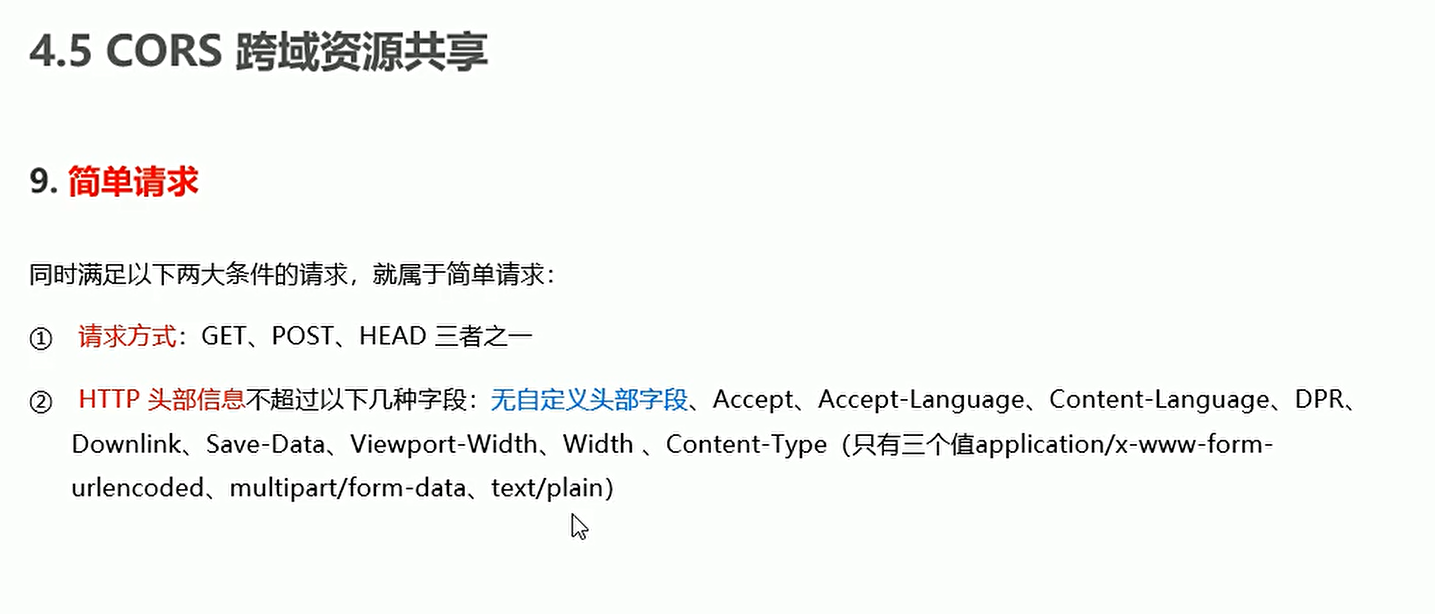 4.5 CORS 跨域资源共享
9. 简单请求
同时满足以下两大条件的请求，就属于简单请求：
① 请求方式：GET、POST、HEAD 三者之一
② HTTP 头部信息不超过以下几种字段：无自定义头部字段、Accept、Accept-Language、Content-Language、DPR、
Downlink、Save-Data、Viewport-Width、Width 、Content-Type（只有三个值application/x-www-form-
urlencoded、multipart/form-data、text/plain）